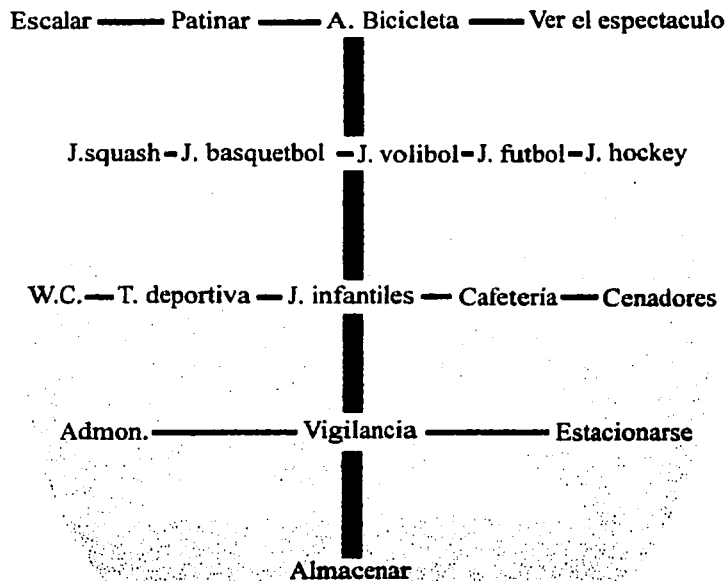 Escalar Patinar A. Bicicleta Ver el espectaculo
J.squash J. basquetbol J. volibol J. futbol J. hockey
W.C. T. deportiva J. infantiles Cafetería Cenadores
Admon. Vigilancia Estacionarse
Almacenar